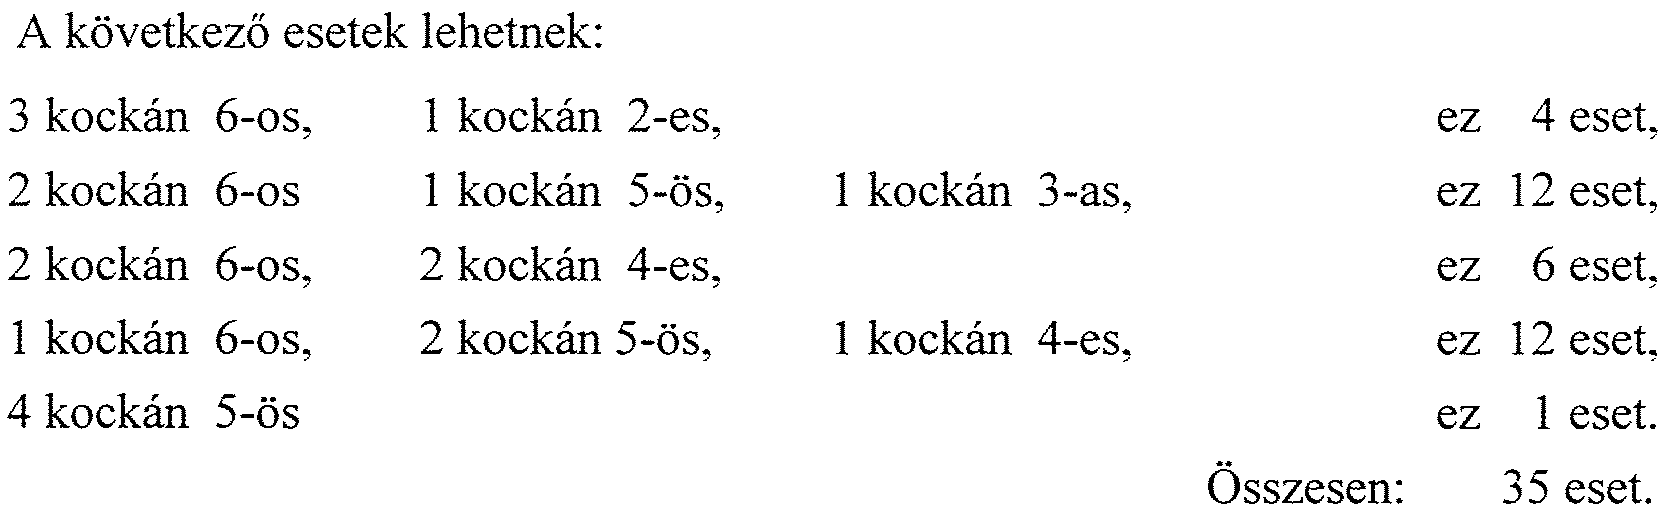 A következő esetek lehetnek:
3 kockán 6-os, 1 kockán 2-es, ez 4 eset,
2 kockán 6-os 1 kockán 5-ös, 1 kockán 3-as, ez 12 eset,
2 kockán 6-os, 2 kockán 4-es, ez 6 eset,
1 kockán 6-os, 2 kockán 5-ös, 1 kockán 4-es, ez 12 eset,
4 kockán 5-ös ez 1 eset.
Összesen: 35 eset.